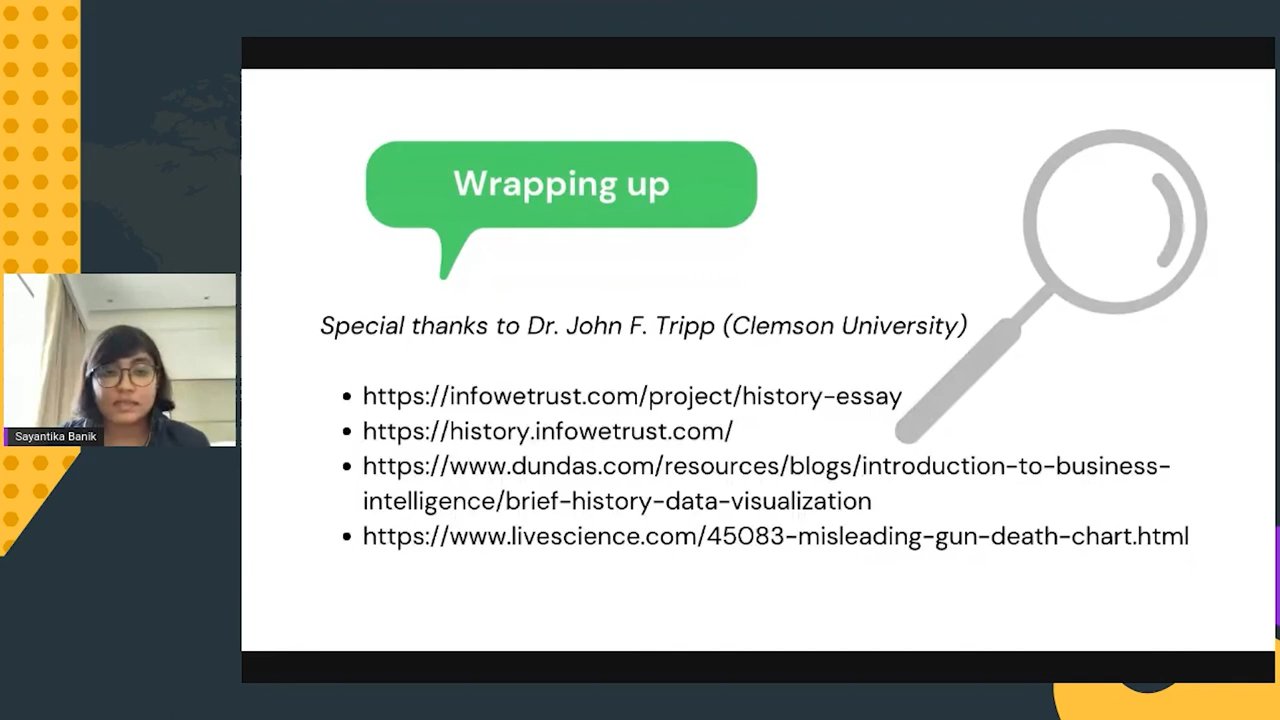 Wrapping up
Special thanks to Dr. John F. Tripp (Clemson University)
• https://infowetrust.com/project/history-essay
• https://history.infowetrust.com/
• https://www.dundas.com/resources/blogs/introduction-to-business-
intelligence/brief-history-data-visualization
• https://www.livescience.com/45083-misleading-gun-death-chart.html
Sayantika Banik